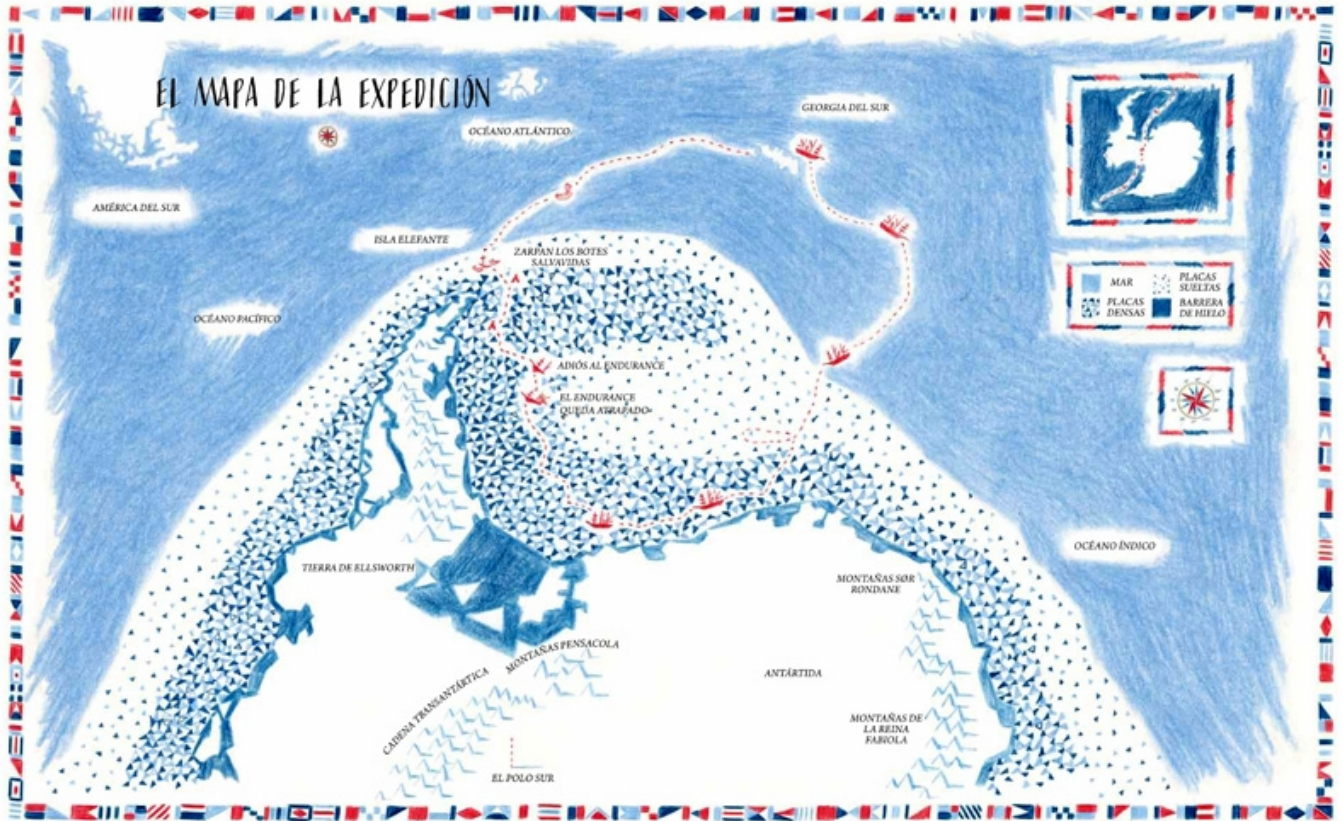 EL MAPA DE LA EXPEDICIÓN
GEORGIA DEL SUR
OCÉANO ATLÁNTICO
AMÉRICA DEL SUR
ISLA ELEFANTE
ZARPAN LOS BOTES
SALVAVIDAS
MAR
PLACAS
SUELTAS
PLACAS
DENSAS
BARRERA
DE HIELO
OCÉANO PACÍFICO
ADIÓS AL ENDURANCE
EL ENDURANCE
QUEDA ATRAPADO
OCÉANO ÍNDICO
TIERRA DE ELLSWORTH
MONTAÑAS SØR
RONDANE
MONTAÑAS PENSACOLA
CADENA TRANSANTÁRTICA
ANTÁRTIDA
MONTAÑAS DE
LA REINA
FABIOLA
EL POLO SUR